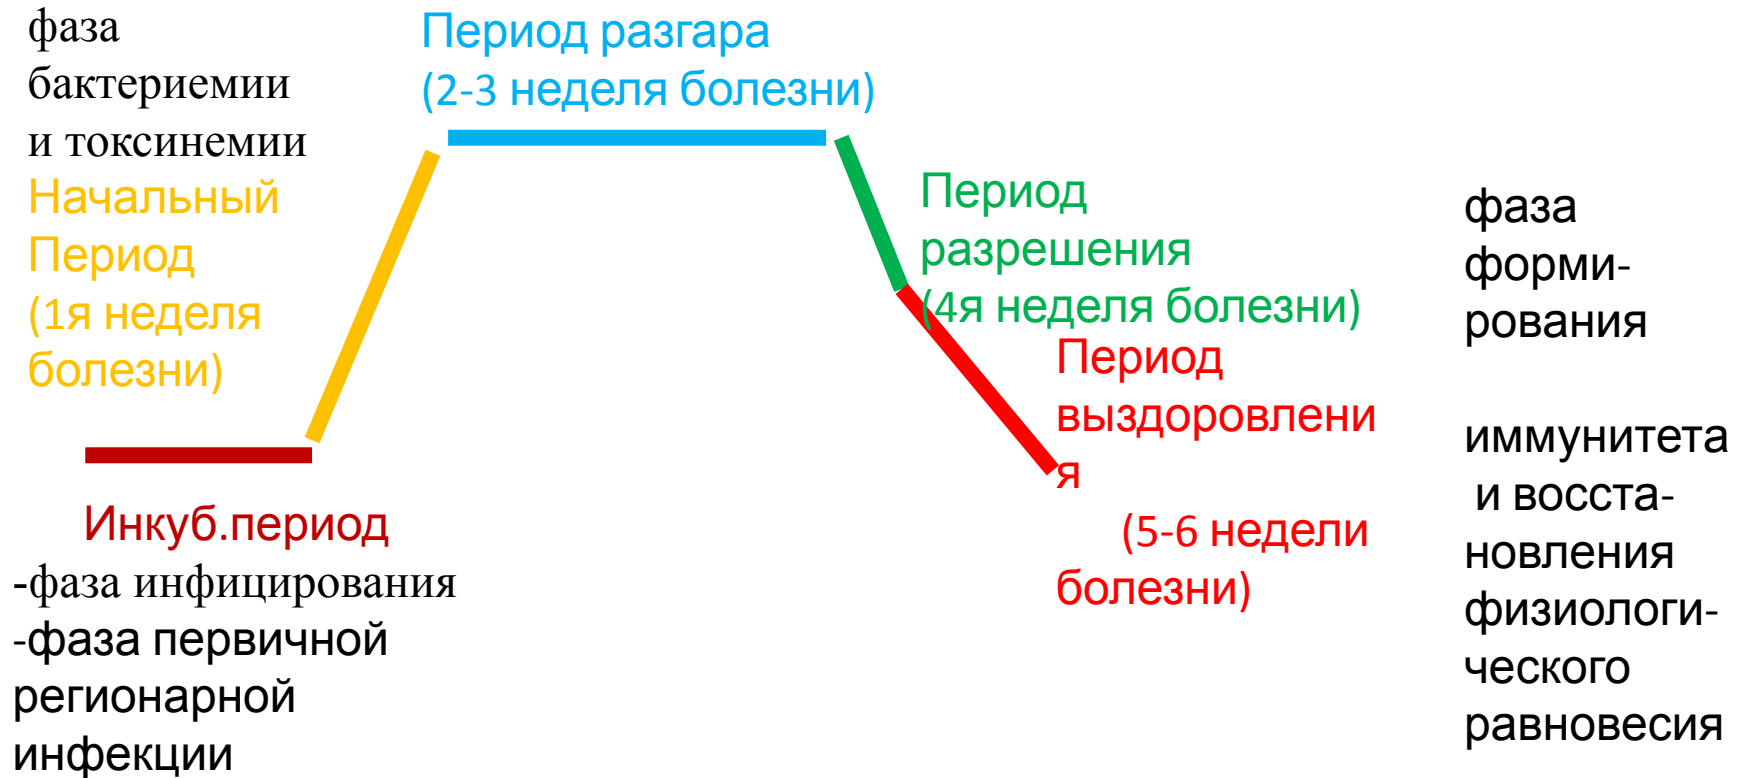 фаза
бактериемии
и токсинемии
Начальный
Период
(1я неделя
болезни)
Период разгара
(2-3 неделя болезни)
Период
разрешения
(4я неделя болезни)
Период
выздоровлени
я
(5-6 недели
болезни)
фаза
форми-
рования
иммунитета
и восста-
новления
физиологи-
ческого
равновесия
Инкуб.период
-фаза инфицирования
-фаза первичной
регионарной
инфекции